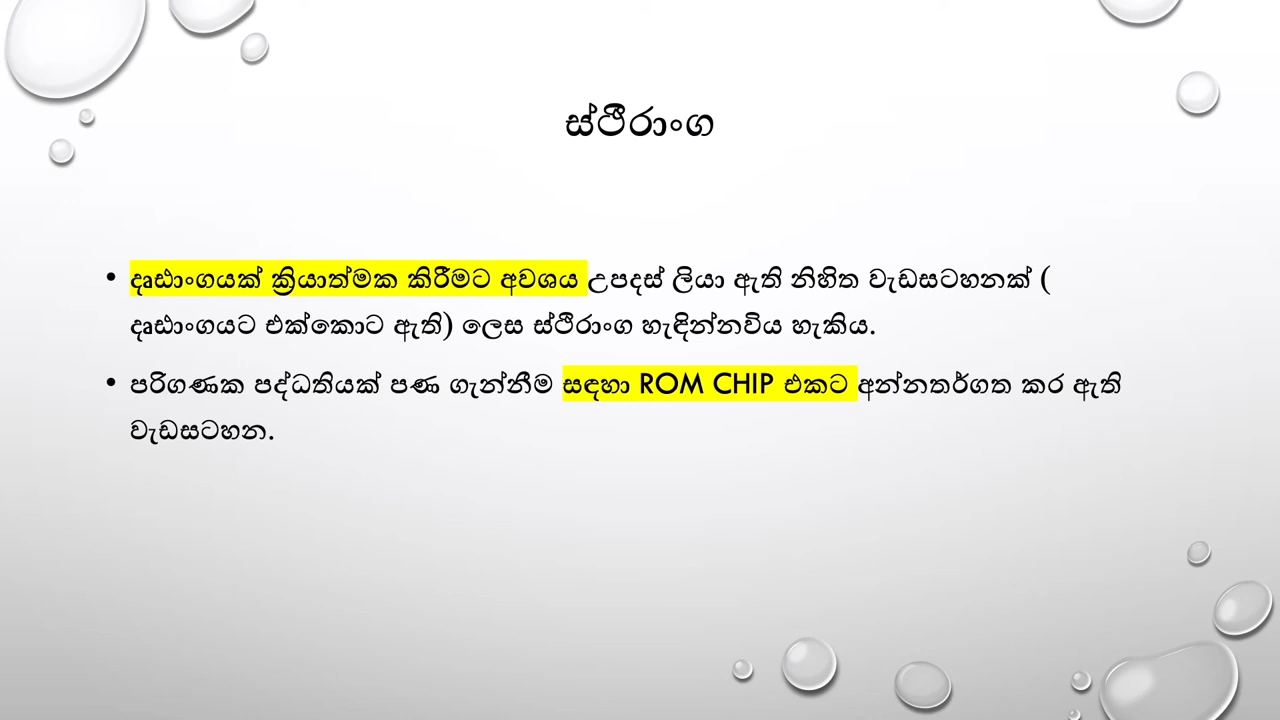 ස්ථිරාංග
• දෘඪාංගයක් ක්‍රියාත්මක කිරීමට අවශය උපදස් ලියා ඇති නිහිත වැඩසටහනක් (
දෘඪාංගයට එක්කොට ඇති) ලෙස ස්ථිරාංග හැඳින්නවිය හැකිය.
• පරිගණක පද්ධතියක් පණ ගැන්නීම සඳහා ROM CHIP එකට අන්නතර්ගත කර ඇති
වැඩසටහන.